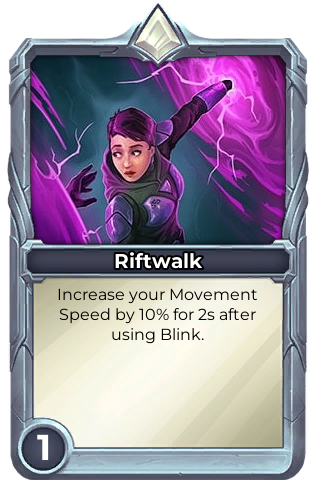 Riftwalk
Increase your Movement
Speed by 10% for 2s after
using Blink.
1